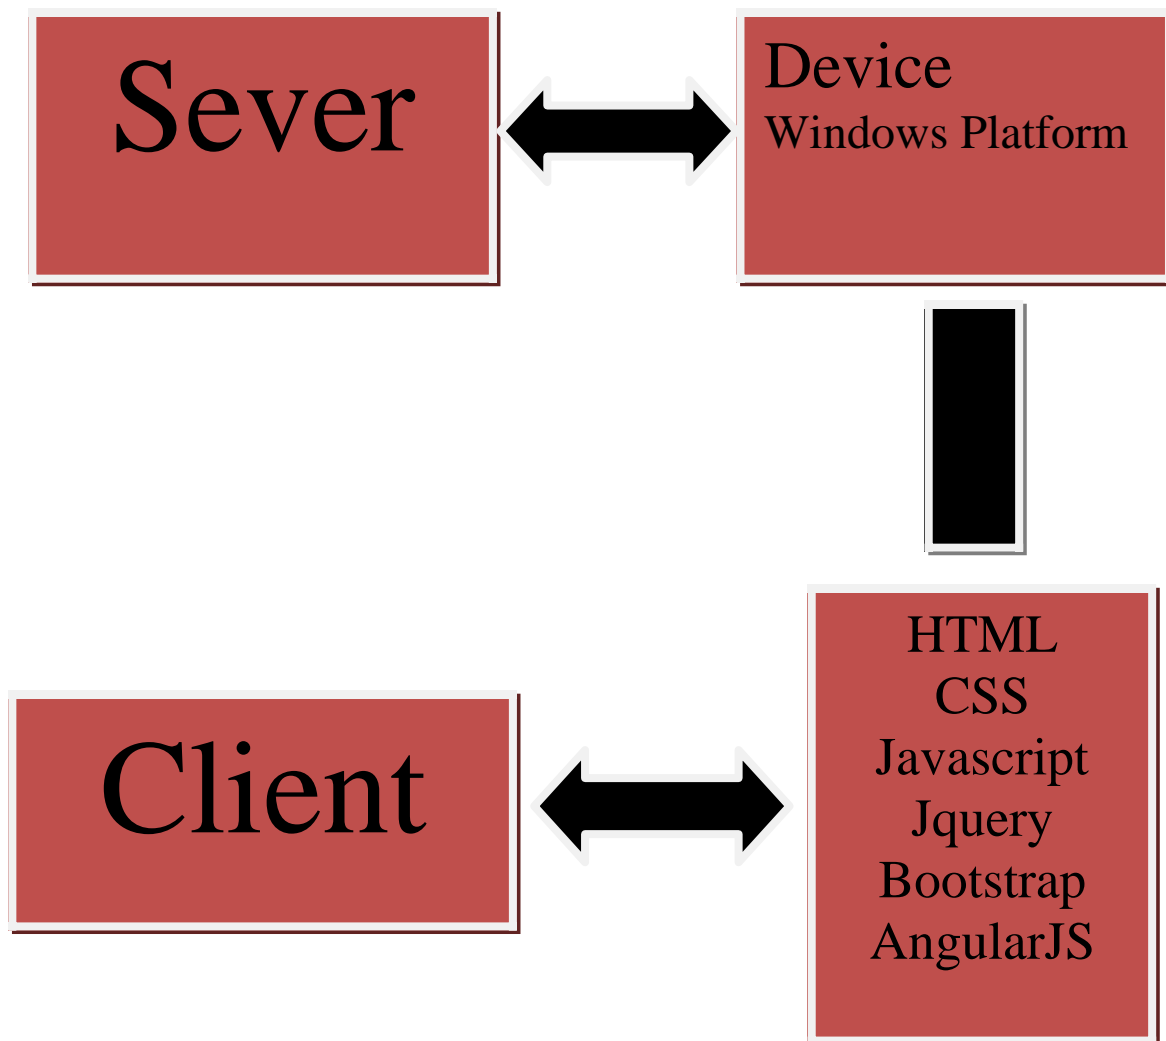 Sever
Device
Windows Platform
Client
HTML
CSS
Javascript
Jquery
Bootstrap
AngularJS